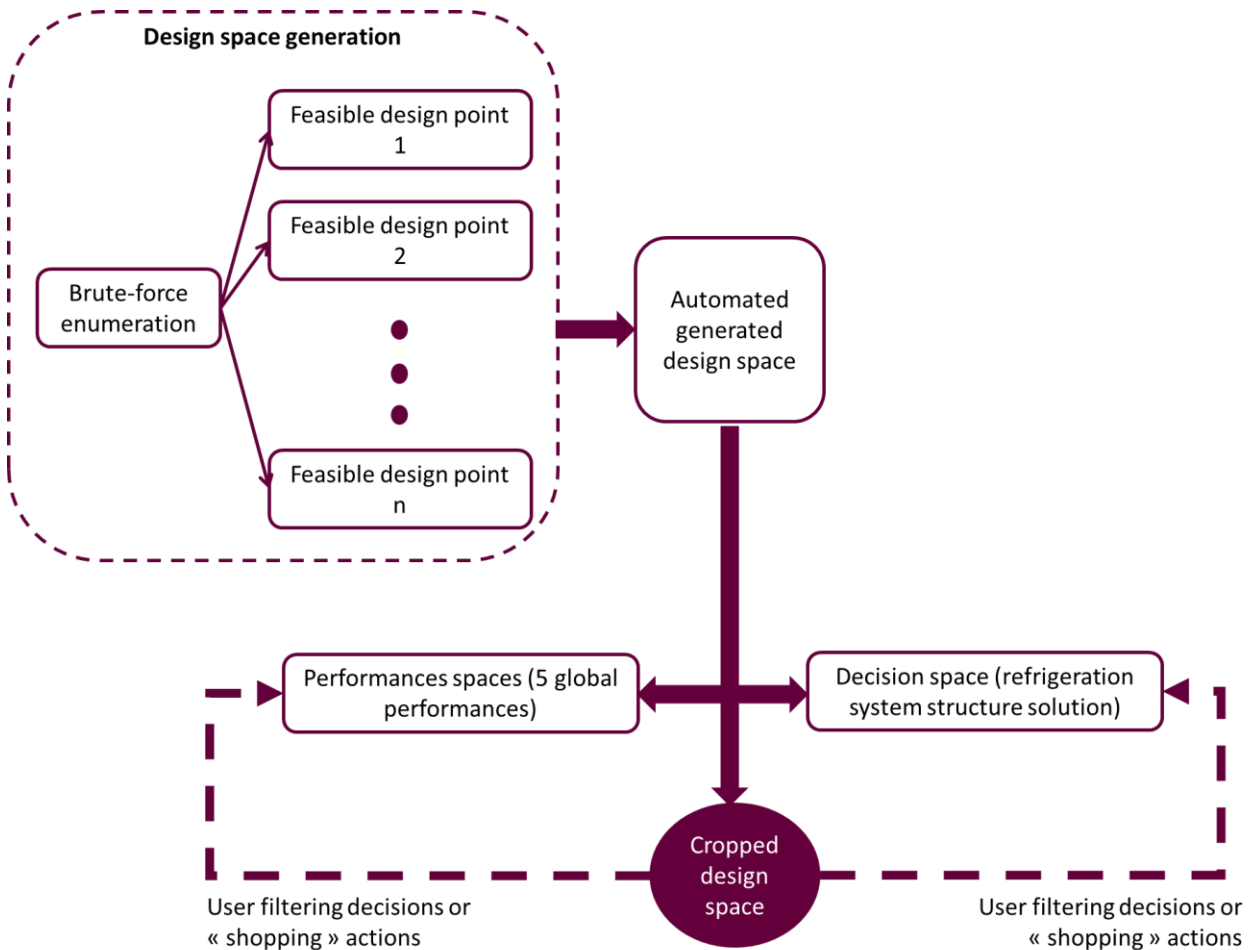 Design space generation
Feasible design point
1
Feasible design point
2
Brute-force
enumeration
Automated
generated
design space
Feasible design point
n
Performances spaces (5 global
performances)
Decision space (refrigeration
system structure solution)
Cropped
design
space
User filtering decisions or
« shopping » actions
User filtering decisions or
« shopping » actions